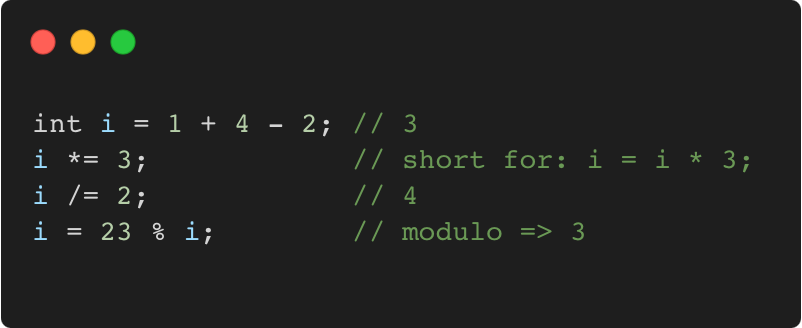 int i = 1 + 4 - 2; // 3
i *= 3;            // short for: i = i * 3;
i /= 2;            // 4
i = 23 % i;        // modulo => 3